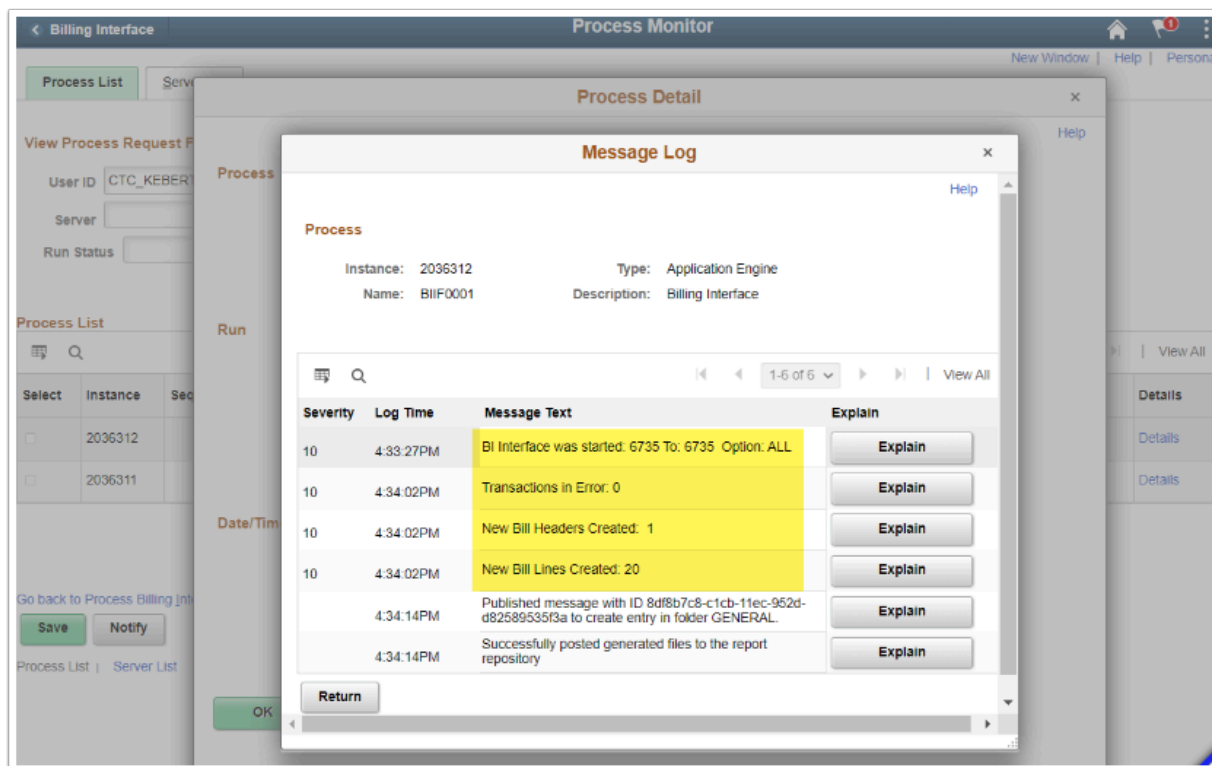 Billing Interface
Process Monitor
1
New Window | Help | Persona
Process List
Serve
Process Detail
×
Help
View Process Request F
User ID CTC_KEBERT
Server
Run Status
Process
Message Log
×
Help
Process
Instance: 2036312 Type: Application Engine
Name: BIIF0001 Description: Billing Interface
Process List
Run
View All
Select Instance Seq Details
2036312 Details
2036311 Details
1-6 of 6 | View All
Severity Log Time Message Text Explain
10 4:33:27PM BI Interface was started: 6735 To: 6735 Option: ALL Explain
10 4:34:02PM Transactions in Error: 0 Explain
10 4:34:02PM New Bill Headers Created: 1 Explain
10 4:34:02PM New Bill Lines Created: 20 Explain
4:34:14PM Published message with ID 8df8b7c8-c1cb-11ec-952d-
d82589535f3a to create entry in folder GENERAL. Explain
4:34:14PM Successfully posted generated files to the report
repository Explain
Date/Tim
Go back to Process Billing Inte
Save Notify
Process List | Server List
Return
OK